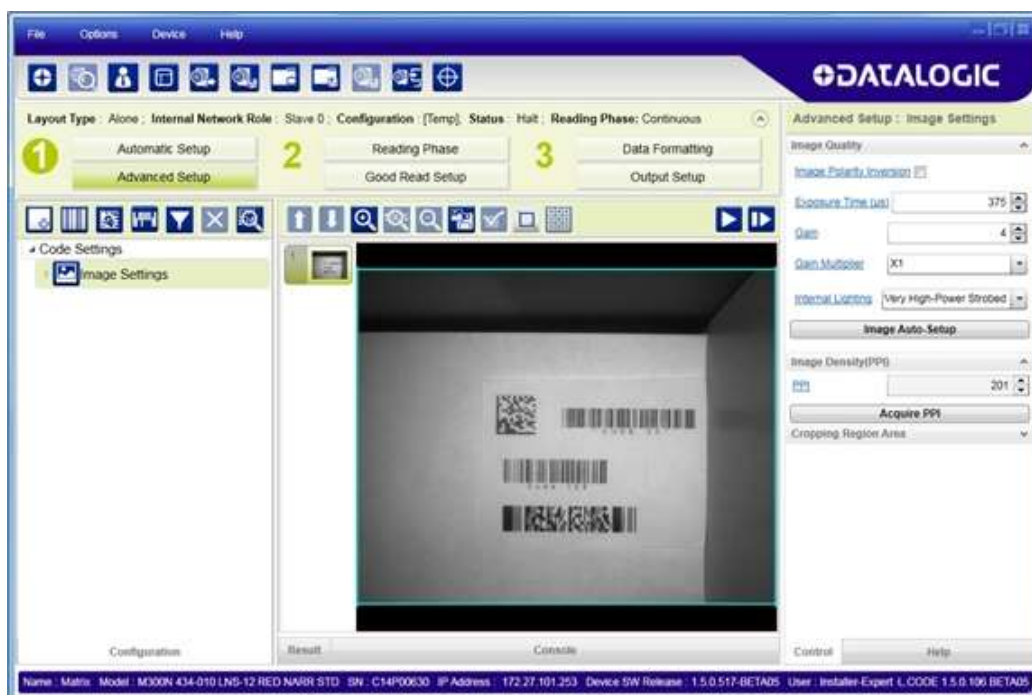 File Options Device Help
DATALOGIC
Layout Type : Alone ; Internal Network Role : Slave 0 ; Configuration : [Temp]; Status : Halt ; Reading Phase: Continuous
Advanced Setup : Image Settings
1 Automatic Setup 2 Reading Phase 3 Data Formatting
Advanced Setup Good Read Setup Output Setup
Image Quality
Image Polarity Inversion
Exposure Time (us) 375
Gain 4
Gain Multiplier X1
Internal Lighting Very High-Power Strobed
Image Auto-Setup
Image Density(PPI)
PPI 201
Acquire PPI
Cropping Region Area
Code Settings
Image Settings
1
Configuration Result Console Control Help
Name : Matrix Model : M300N 434-010 LNS-12 RED NARR STD SN : C14P00630 IP Address : 172.27.101.253 Device SW Release : 1.5.0.517-BETA05 User : Installer-Expert L.CODE 1.5.0.106 BETA05